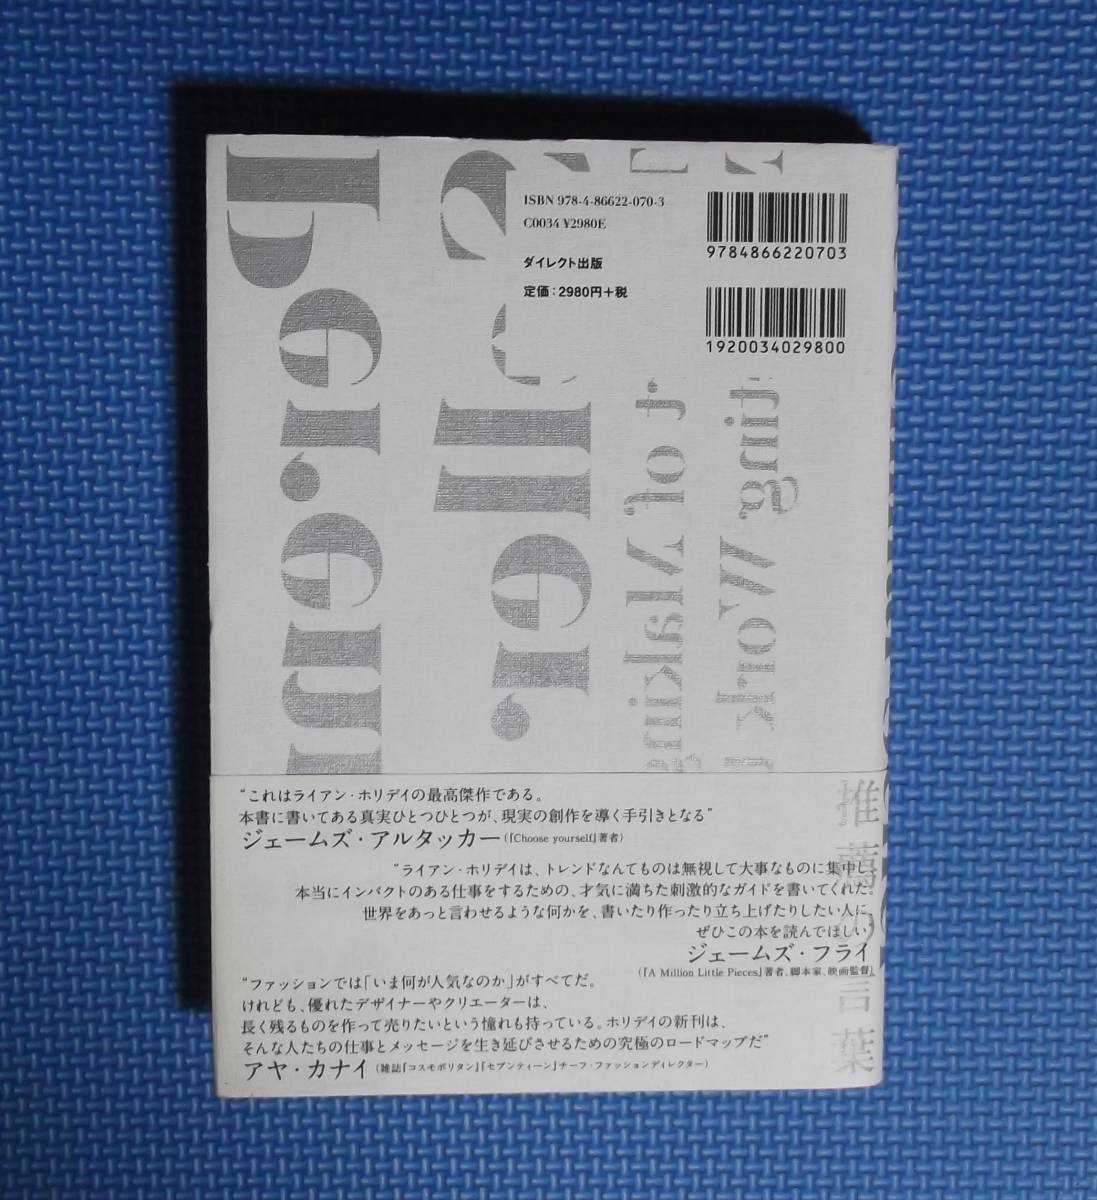 ISBN 978-4-86622-070-3
C0034 ¥2980E
ダイレクト出版
定価：2980円+税
9784866220703
1920034029800
perenn
Seller
t of Making
ting Work
推薦の言葉
“これはライアン・ホリデイの最高傑作である。
本書に書いてある真実ひとつひとつが、現実の創作を導く手引きとなる”
ジェームズ・アルタッカー（『Choose yourself』著者）
“ライアン・ホリデイは、トレンドなんてものは無視して大事なものに集中し、
本当にインパクトのある仕事をするための、才気に満ちた刺激的なガイドを書いてくれた。
世界をあっと言わせるような何かを、書いたり作ったり立ち上げたりしたい人に
ぜひこの本を読んでほしい
ジェームズ・フライ
（『A Million Little Pieces』著者、脚本家、映画監督）
“ファッションでは「いま何が人気なのか」がすべてだ。
けれども、優れたデザイナーやクリエーターは、
長く残るものを作って売りたいという憧れも持っている。ホリデイの新刊は、
そんな人たちの仕事とメッセージを生き延びさせるための究極のロードマップだ”
アヤ・カナイ（雑誌『コスモポリタン』『セブンティーン』チーフ・ファッションディレクター）